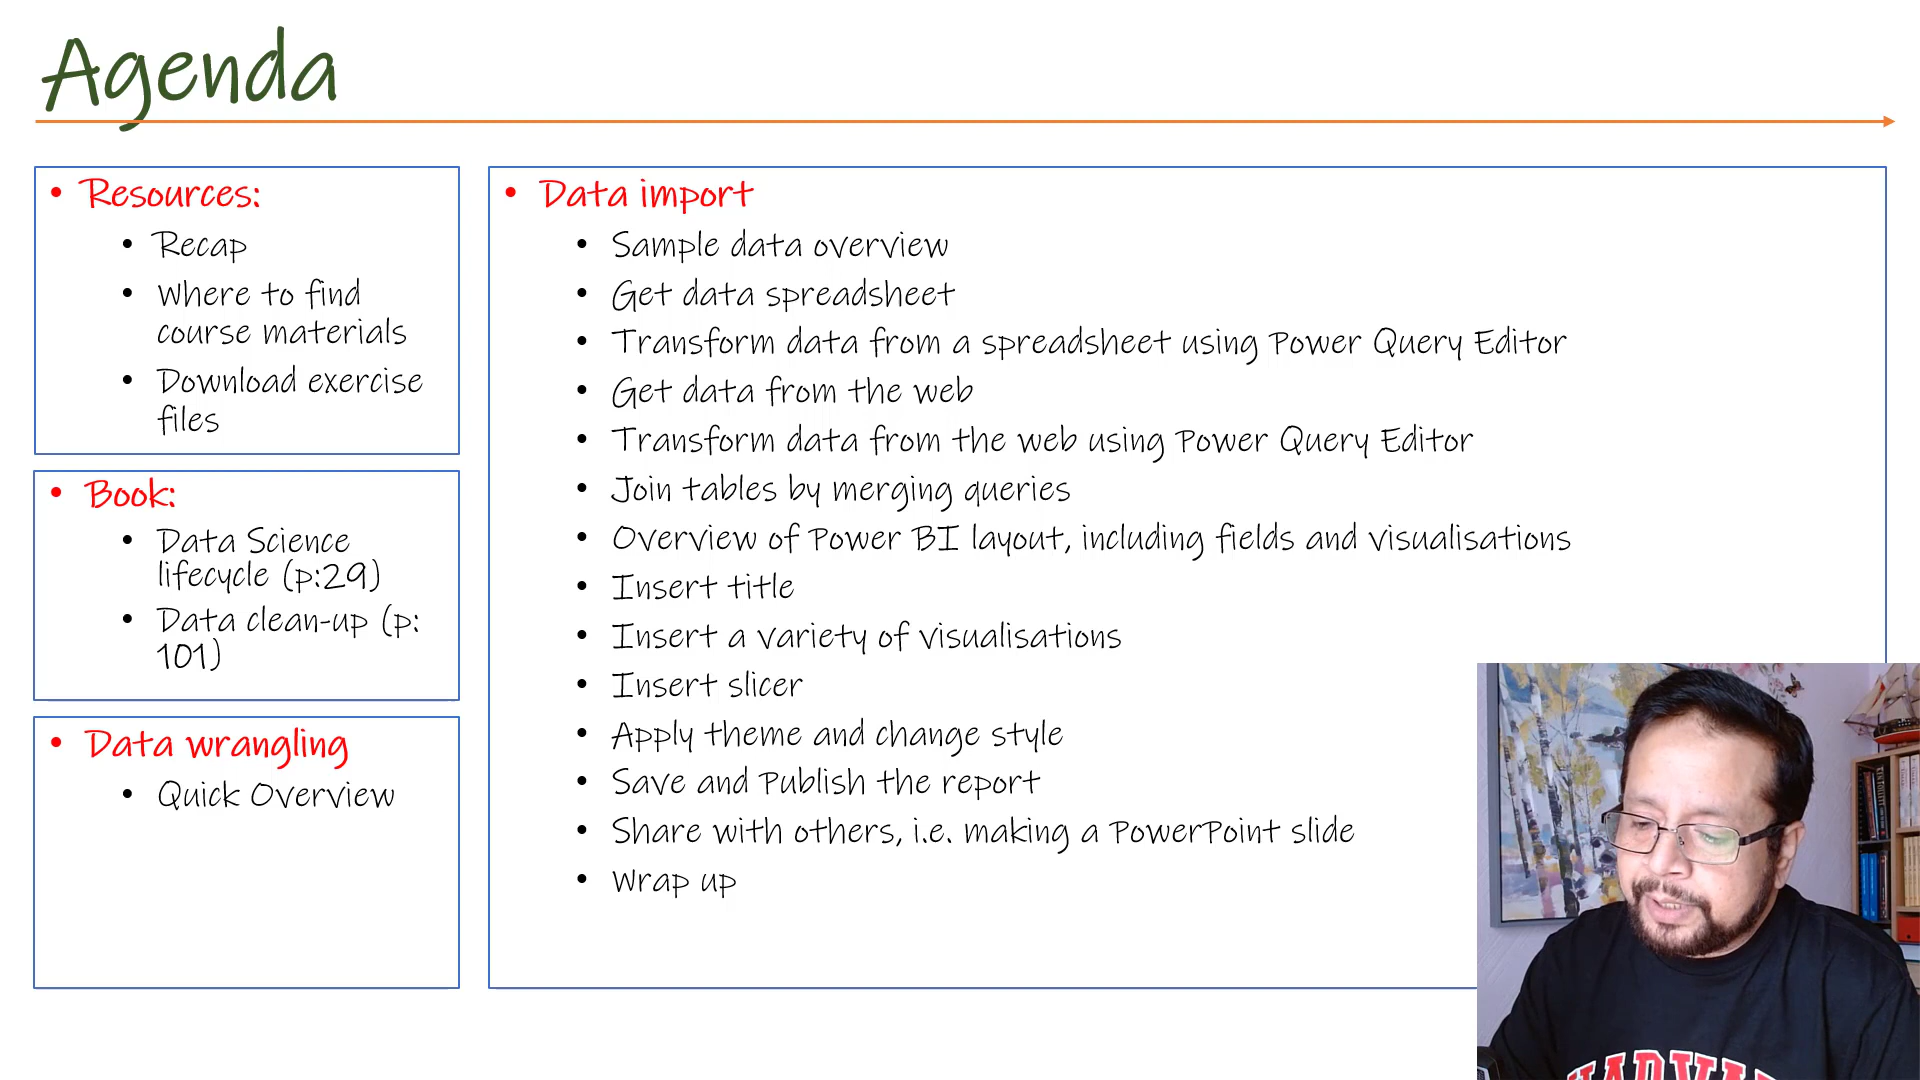 Agenda
• Resources:
• Recap
• Where to find
course materials
• Download exercise
files
• Book:
• Data Science
lifecycle (p:29)
• Data clean-up (p:
101)
• Data wrangling
• Quick Overview
• Data import
• Sample data overview
• Get data spreadsheet
• Transform data from a spreadsheet using Power Query Editor
• Get data from the web
• Transform data from the web using Power Query Editor
• Join tables by merging queries
• Overview of Power BI layout, including fields and visualisations
• Insert title
• Insert a variety of visualisations
• Insert slicer
• Apply theme and change style
• Save and Publish the report
• Share with others, i.e. making a PowerPoint slide
• Wrap up